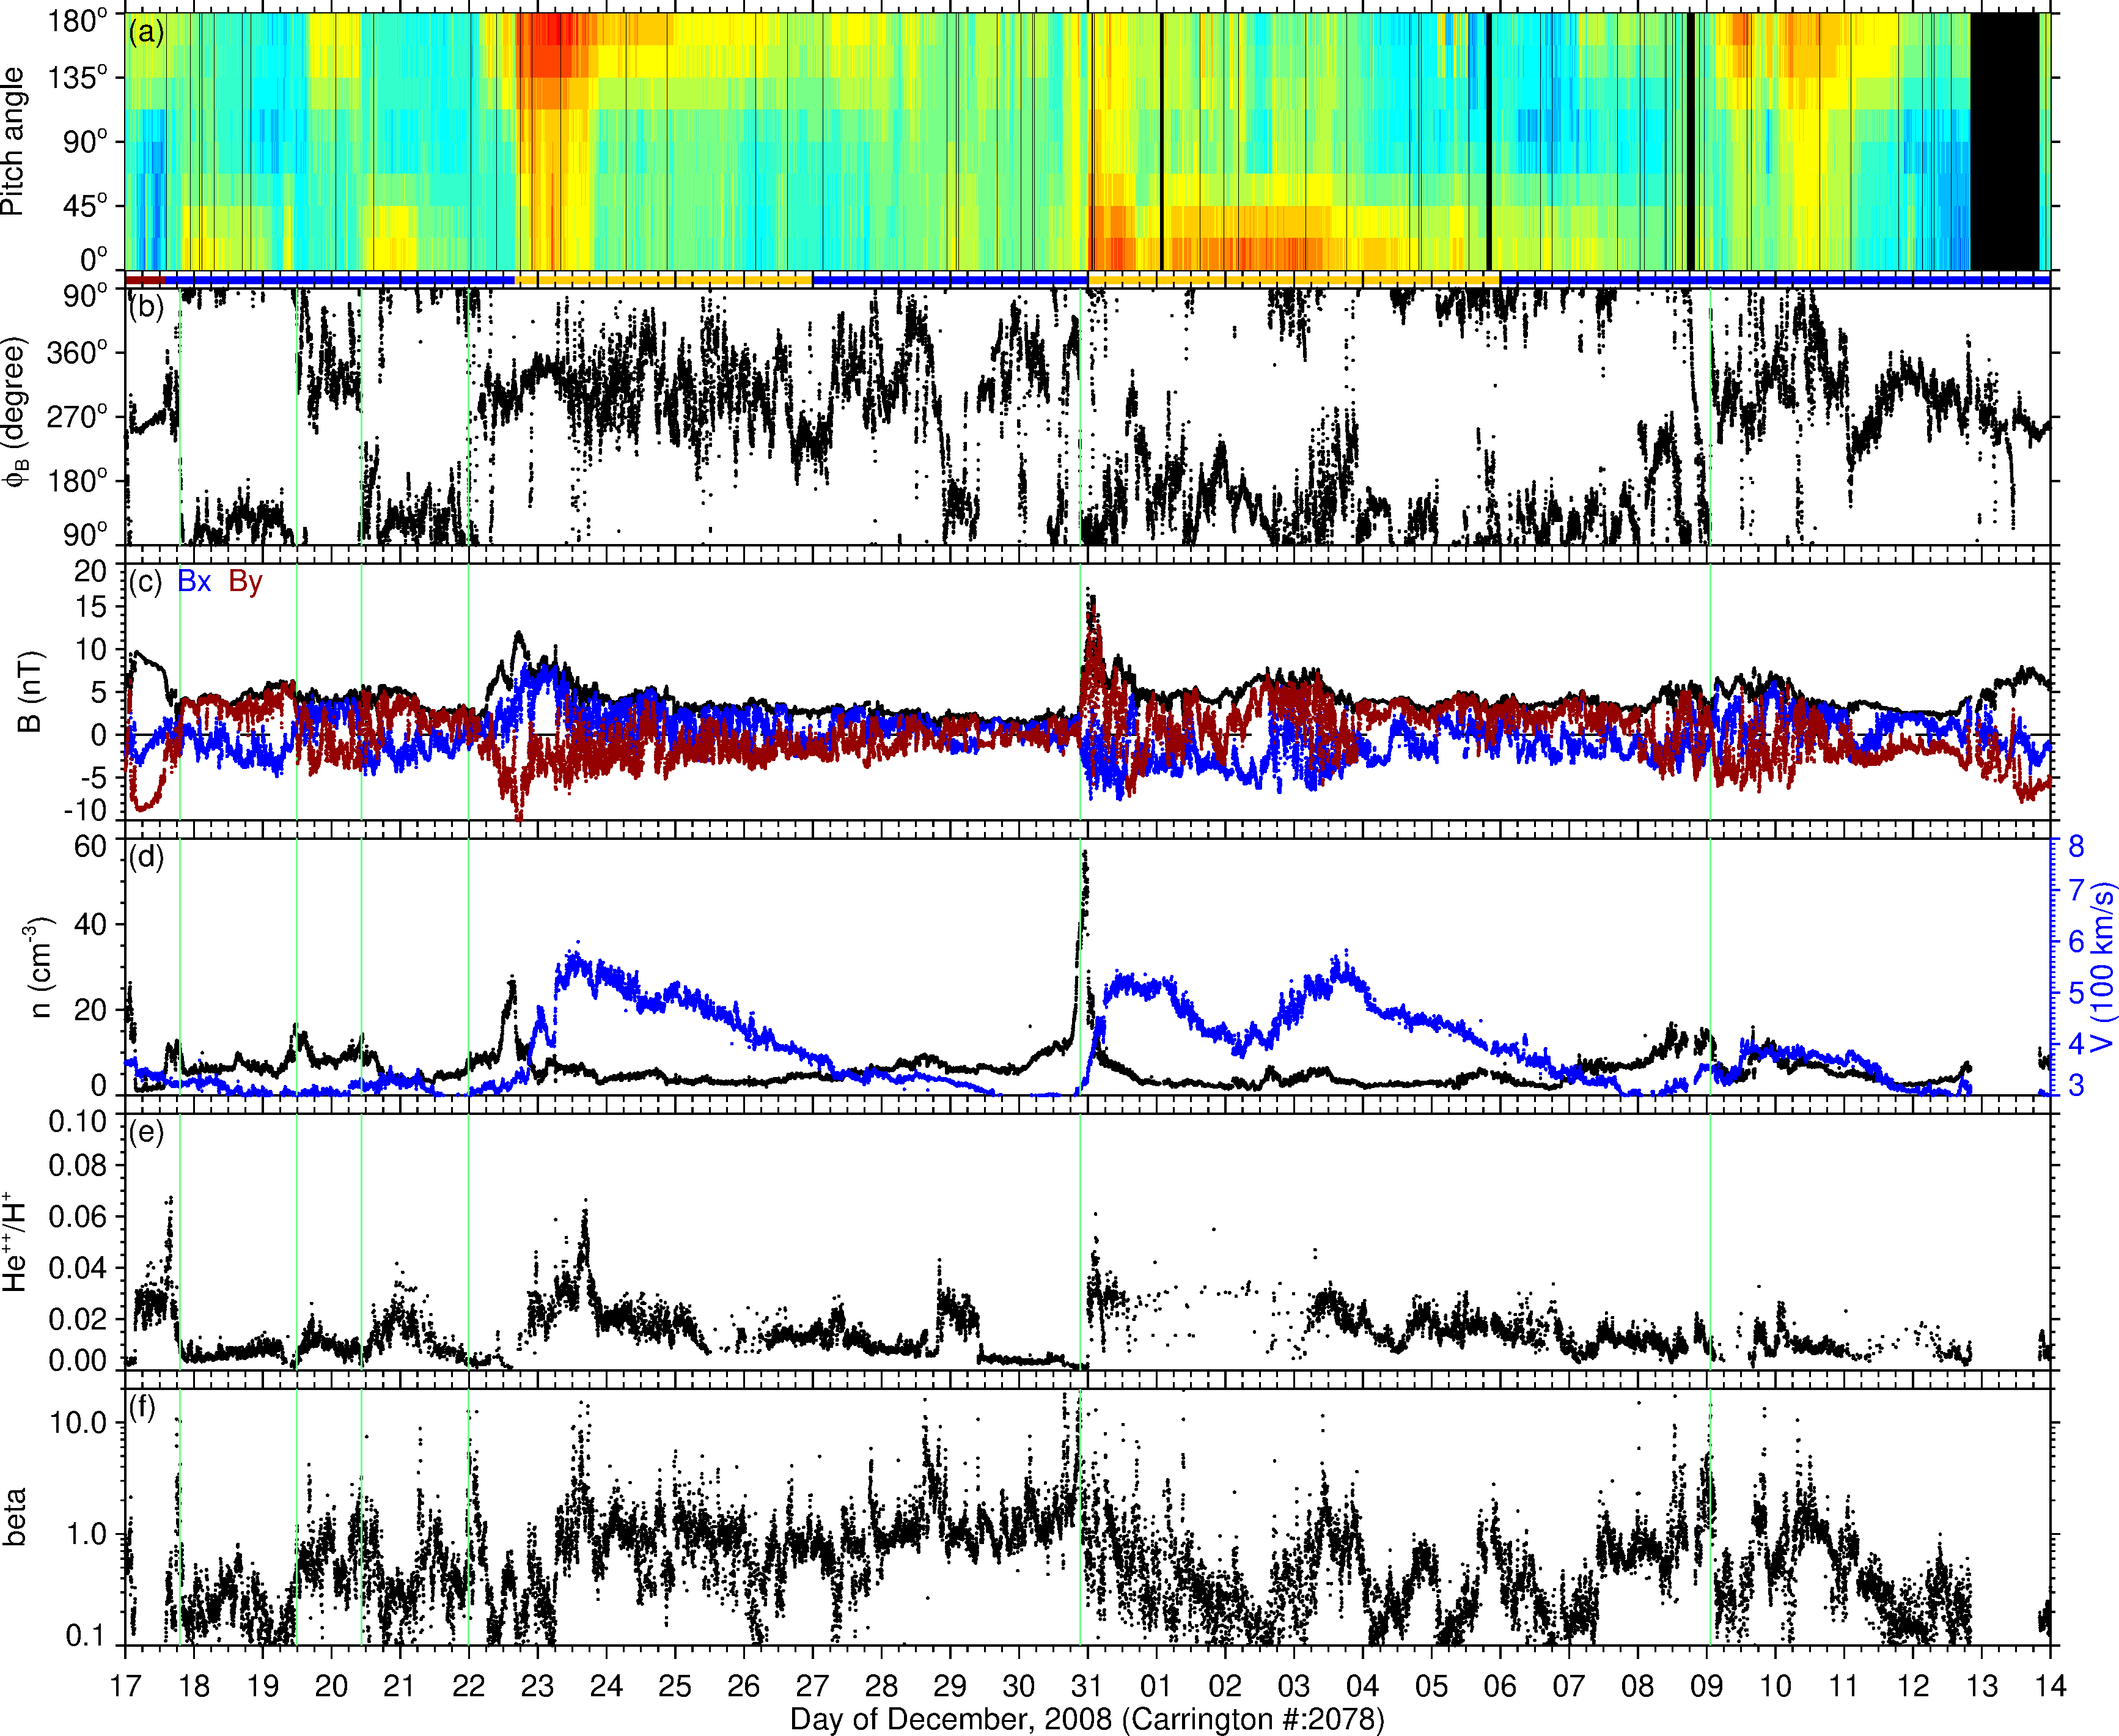 (a)
180°
135°
90°
45°
0°
Pitch angle
(b)
90°
360°
270°
180°
90°
ϕB (degree)
(c) Bx By
20
15
10
5
0
-5
-10
B (nT)
(d)
60
40
20
0
n (cm-3)
8
7
6
5
4
3
V (100 km/s)
(e)
0.10
0.08
0.06
0.04
0.02
0.00
He++/H+
(f)
10.0
1.0
0.1
beta
17 18 19 20 21 22 23 24 25 26 27 28 29 30 31 01 02 03 04 05 06 07 08 09 10 11 12 13 14
Day of December, 2008 (Carrington #:2078)